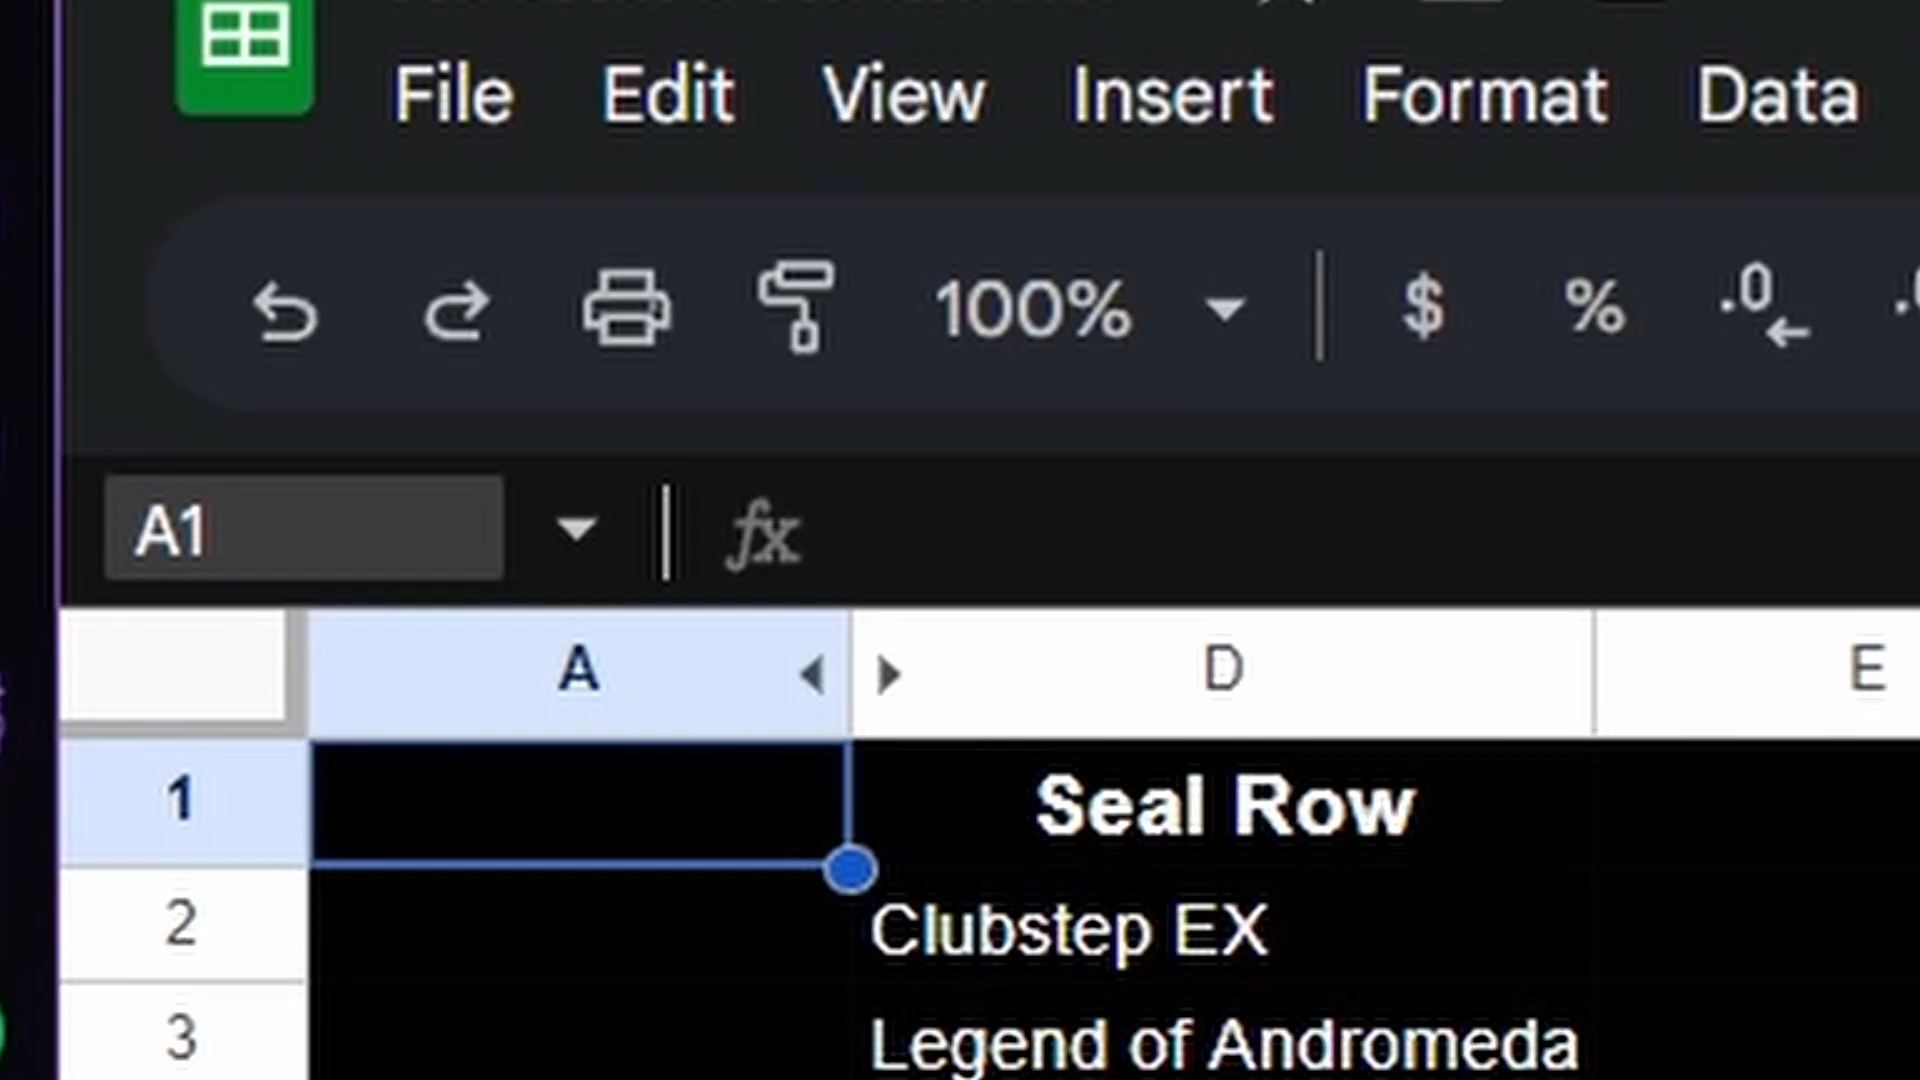 File Edit View Insert Format Data
100% $ % .0
A1 fx
A D E
1 Seal Row
2 Clubstep EX
3 Legend of Andromeda